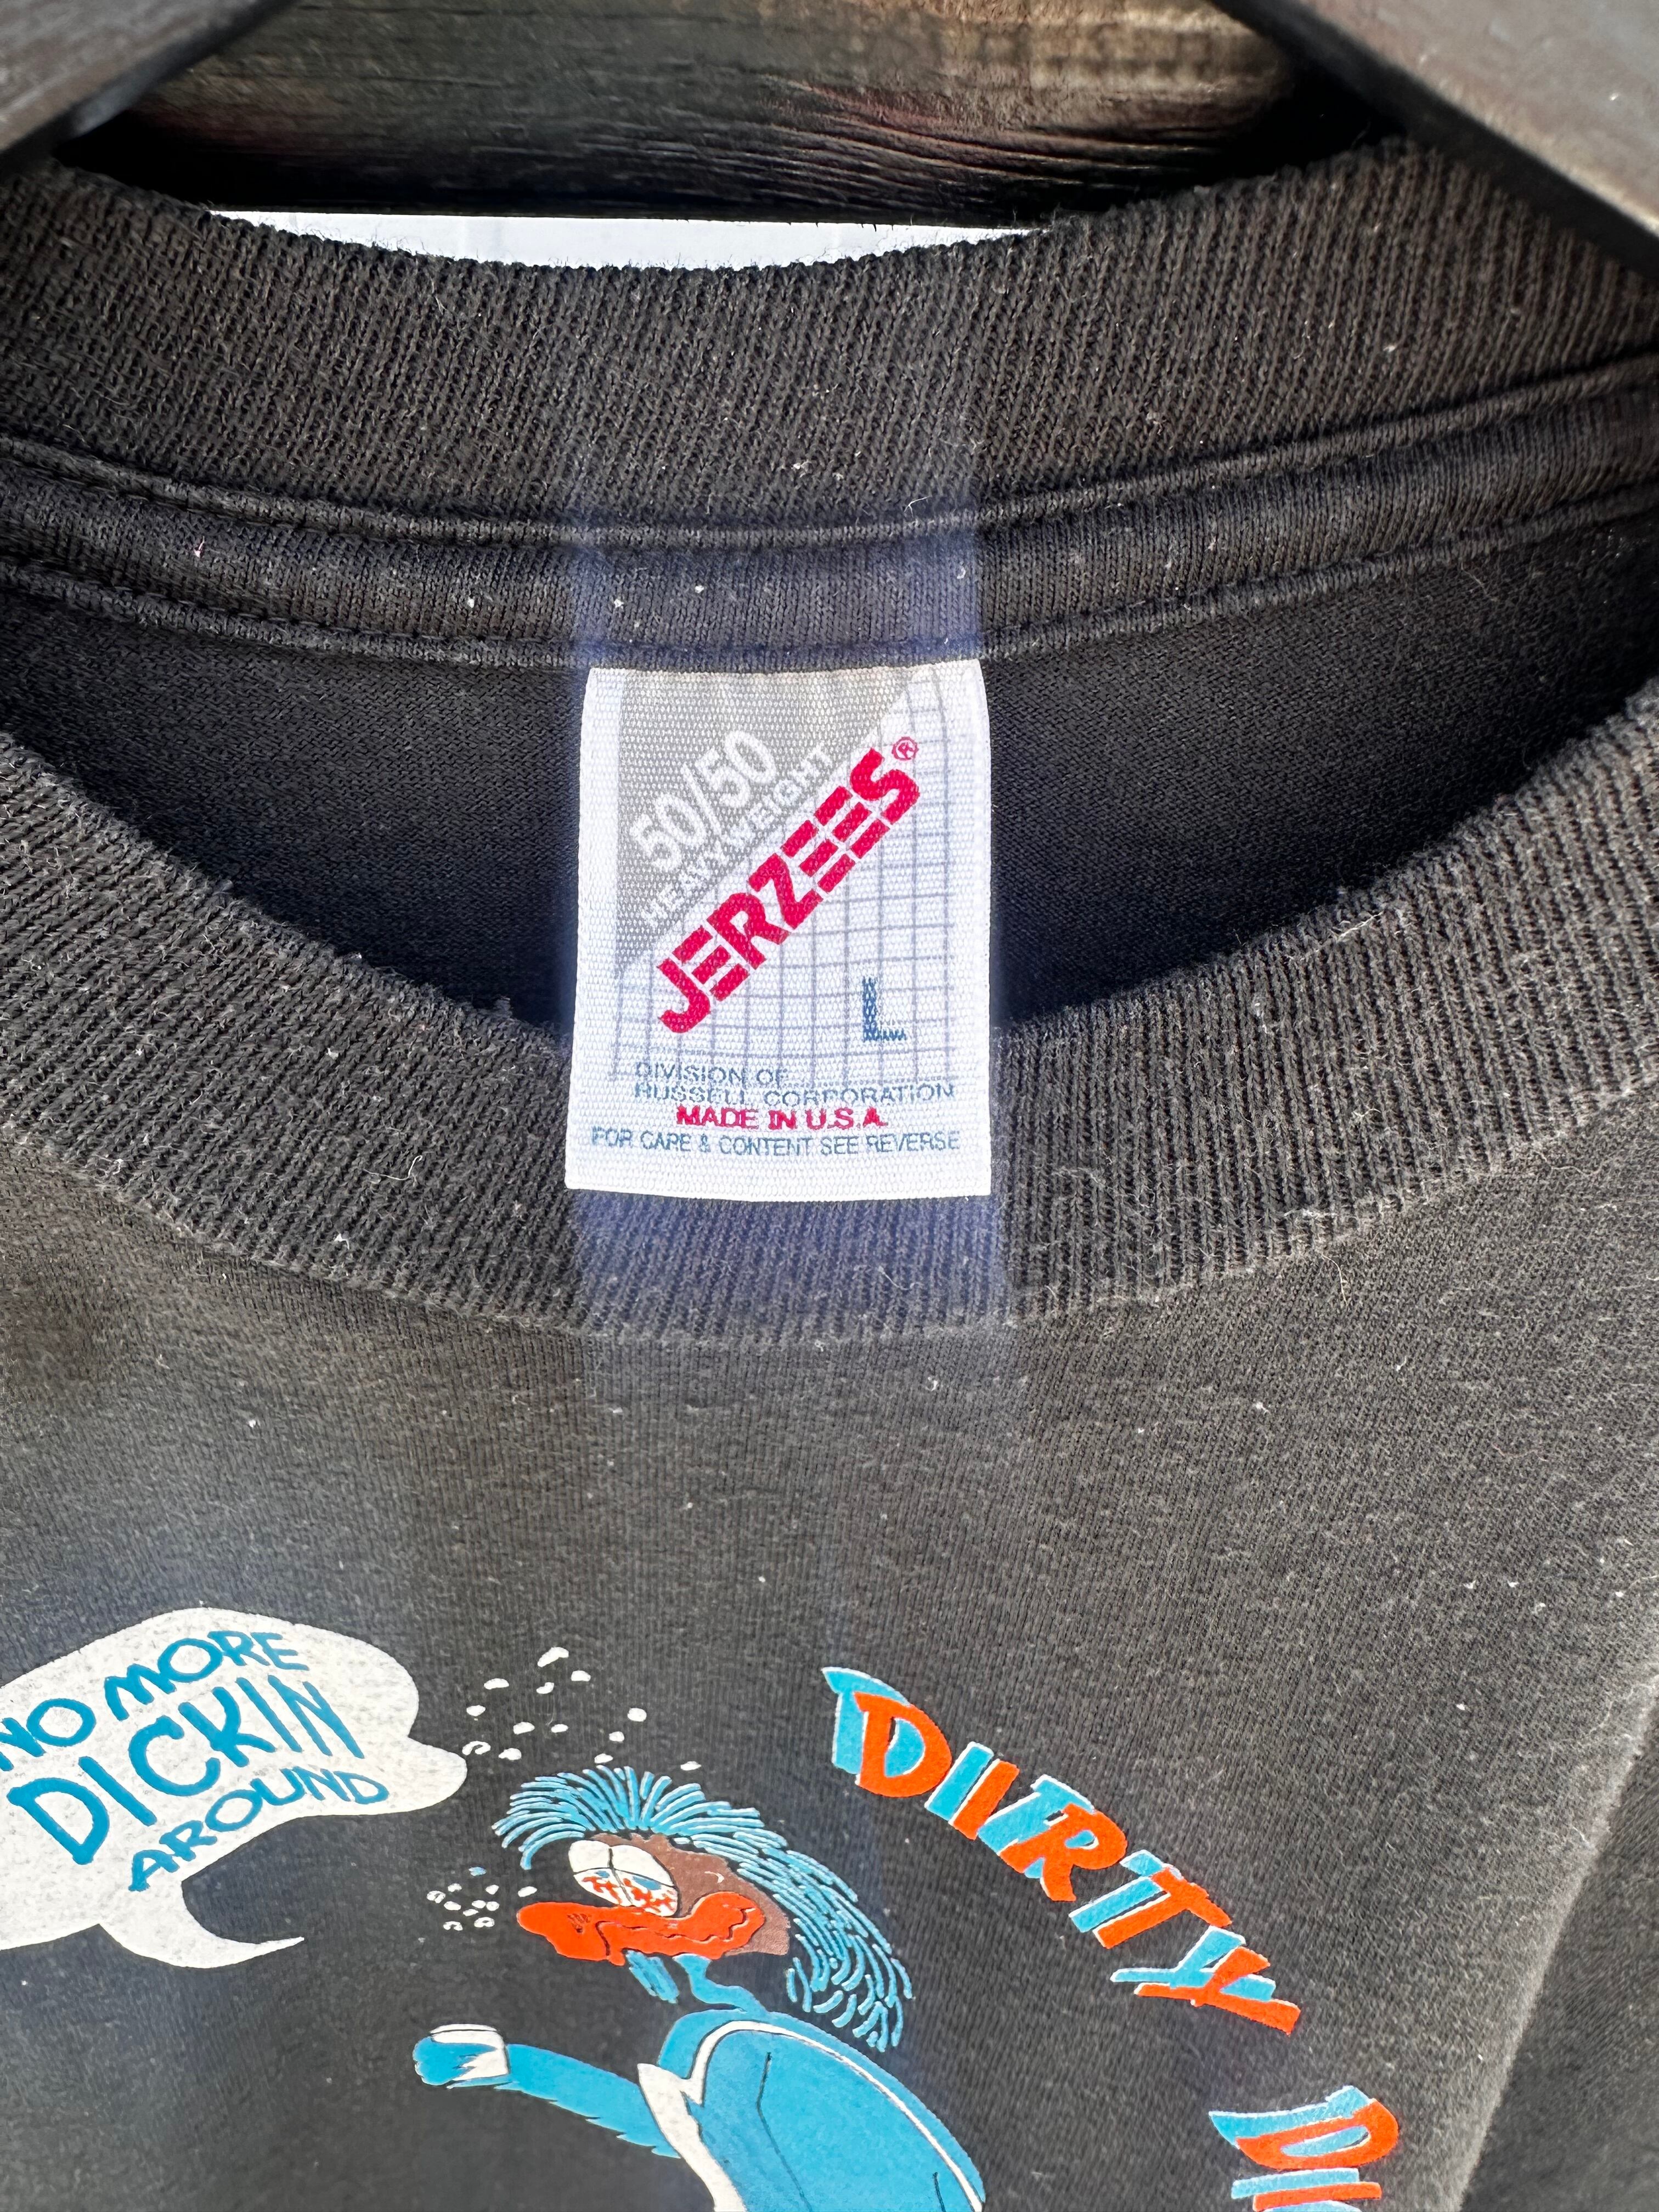 50/50
HEAVYWEIGHT
JERZEES®
L
DIVISION OF
RUSSELL CORPORATION
MADE IN U.S.A.
FOR CARE & CONTENT SEE REVERSE
NO MORE
DICKIN
AROUND
DIRTY